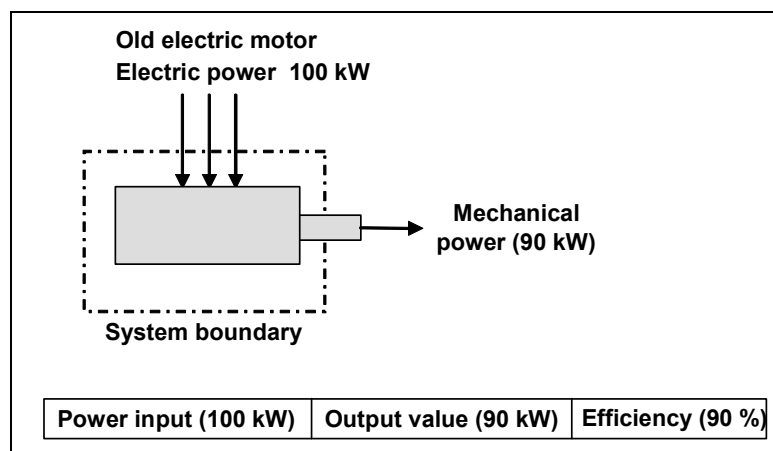 Old electric motor
Electric power 100 kW
Mechanical
power (90 kW)
System boundary
Power input (100 kW) Output value (90 kW) Efficiency (90 %)